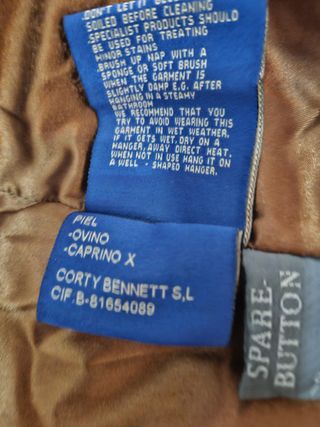 .DON'T LET IT
SOILED BEFORE CLEANING
.SPECIALIST PRODUCTS SHOULD
BE USED FOR TREATING
MINOR STAINS
.BRUSH UP NAP WITH A
SPONGE OR SOFT BRUSH
WHEN THE GARMENT IS
SLIGHTLY DAMP E.G. AFTER
HANGING IN A STEAMY
BATHROOM
WE RECOMMEND THAT YOU
TRY TO AVOID WEARING THIS
GARMENT IN WET WEATHER.
IF IT GETS WET, DRY ON A
HANGER, AWAY DIRECT HEAT.
WHEN NOT IN USE HANG IT ON
A WELL - SHAPED HANGER.
PIEL
-OVINO
-CAPRINO X
CORTY BENNETT S,L
CIF.B-81654089
SPARE-
BUTTON